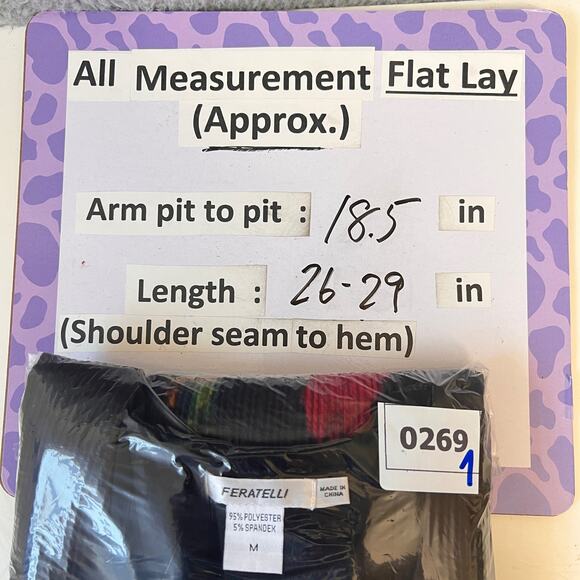 All Measurement Flat Lay
(Approx.)
Arm pit to pit : 18.5 in
Length : 26-29 in
(Shoulder seam to hem)
0269
1
FERATELLI
MADE IN
CHINA
95% POLYESTER
5% SPANDEX
M